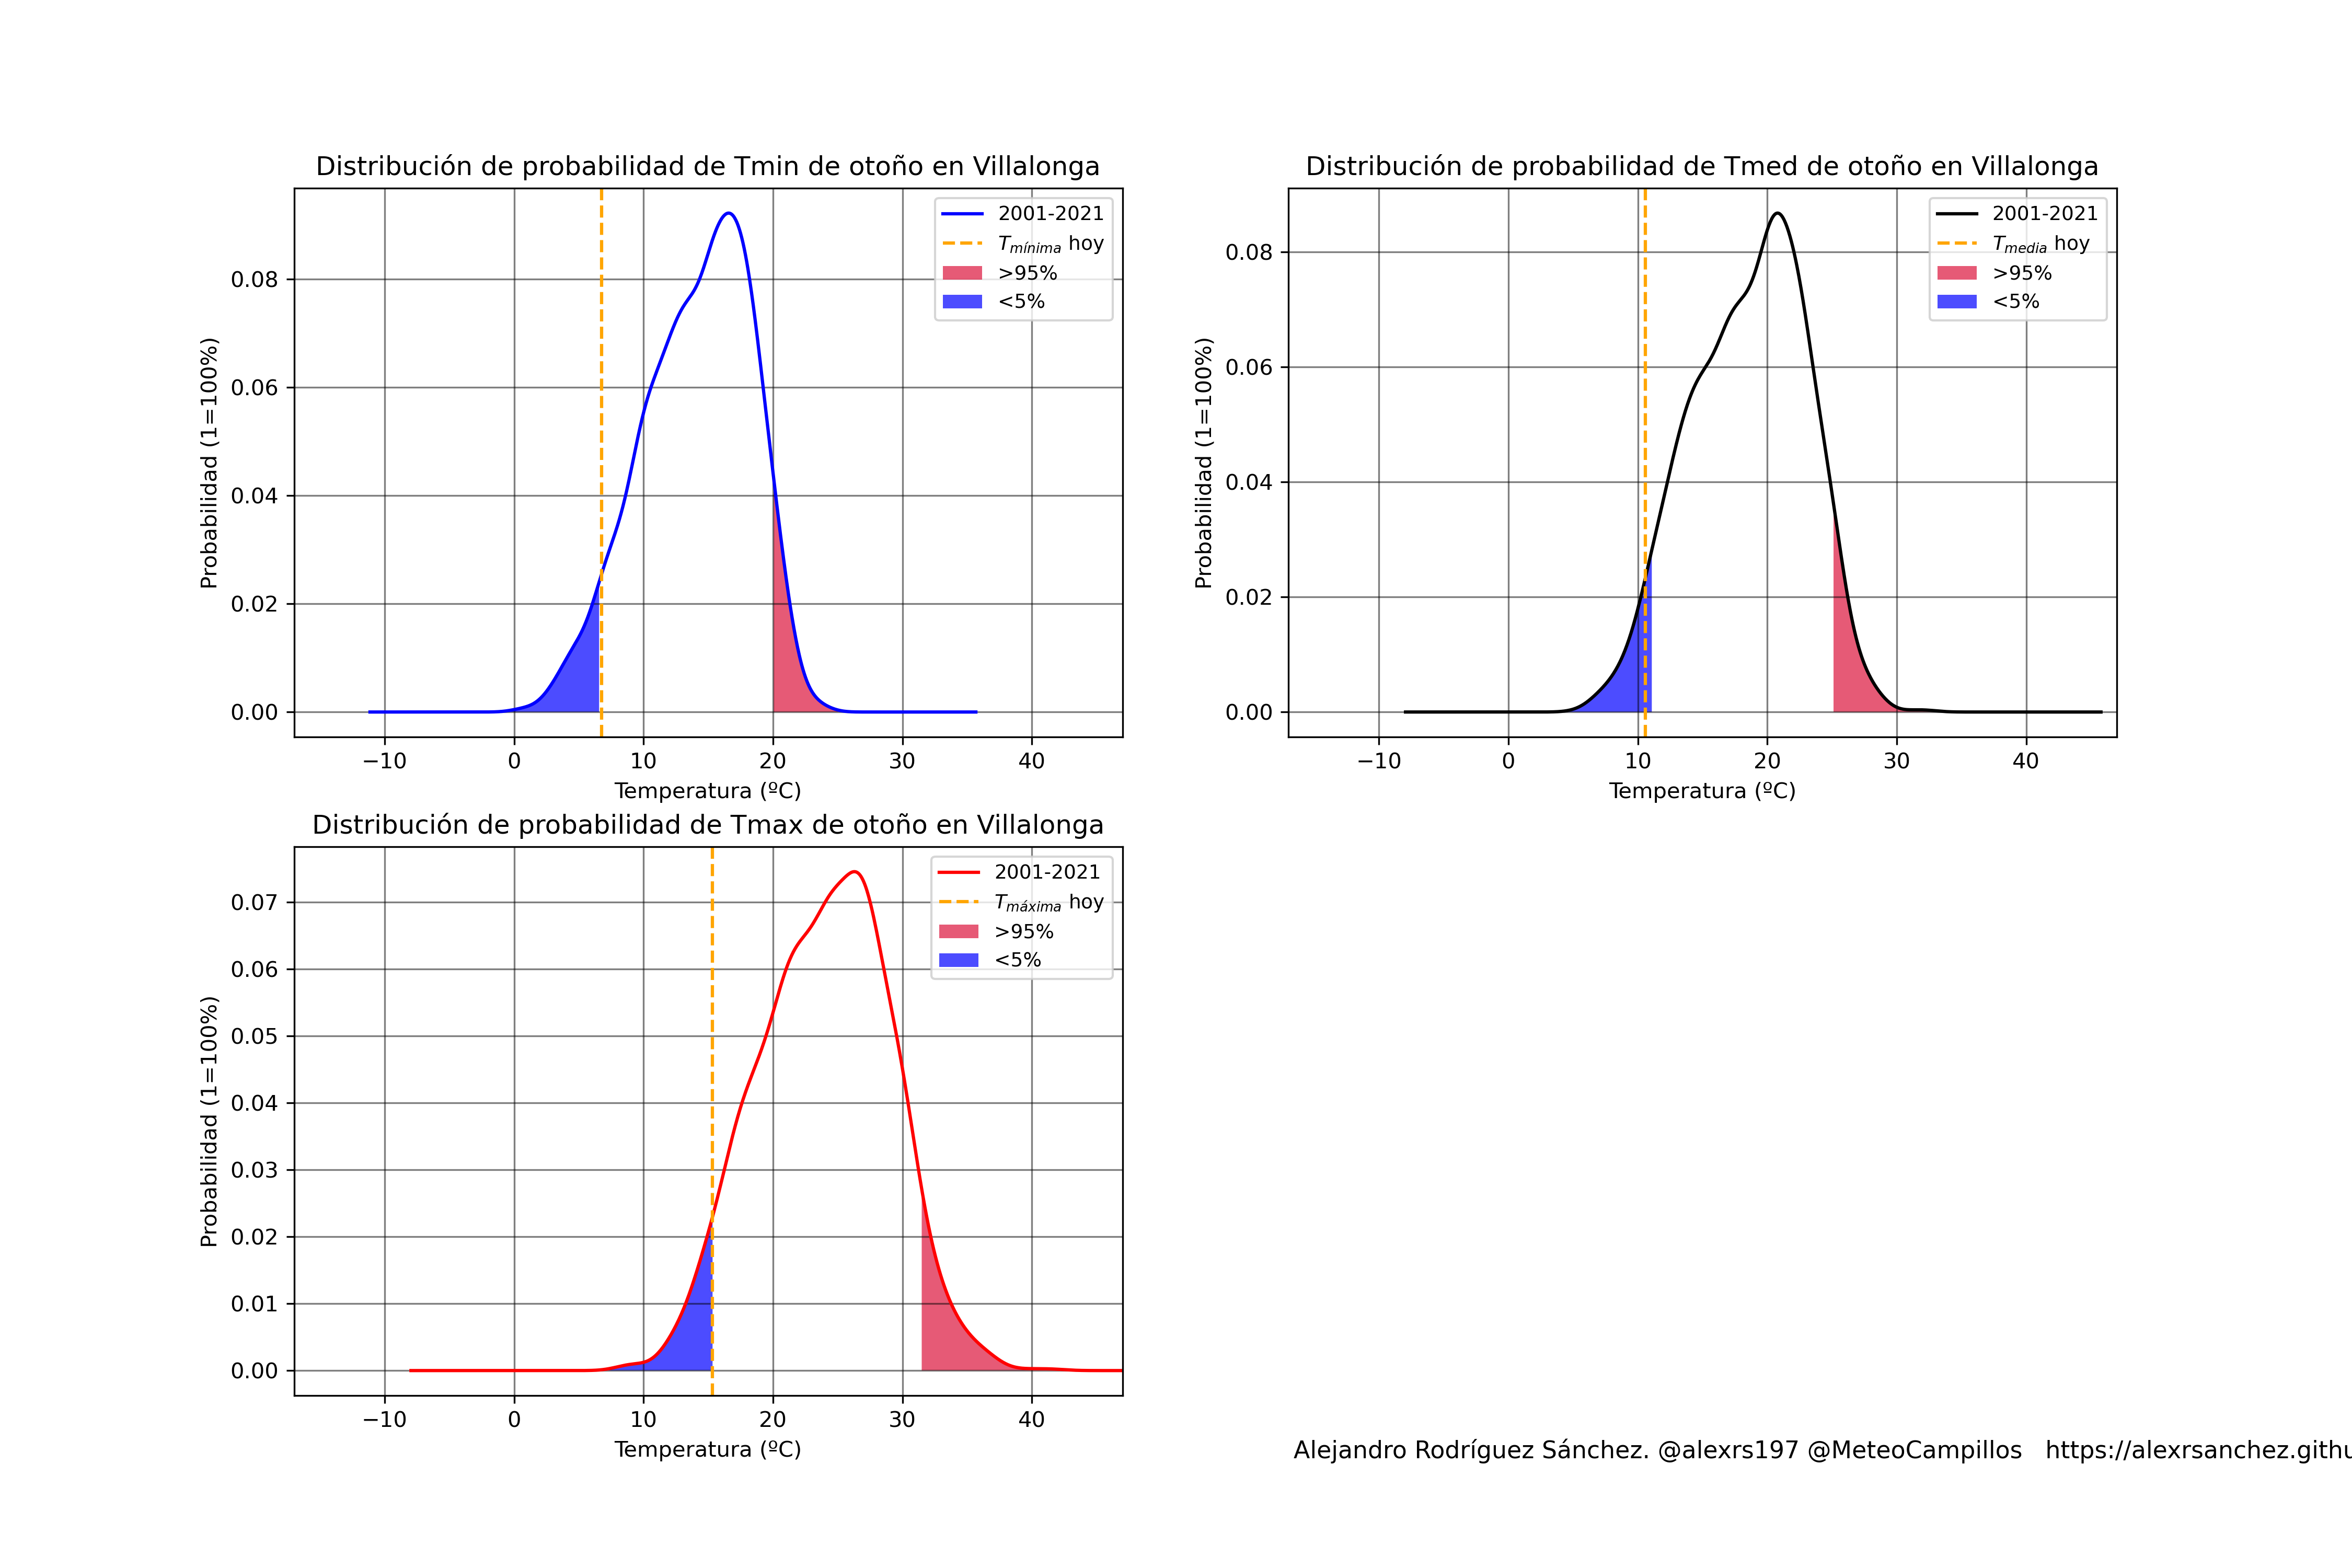 Distribución de probabilidad de Tmin de otoño en Villalonga
Probabilidad (1=100%)
0.08
0.06
0.04
0.02
0.00
2001-2021
Tmínima hoy
>95%
<5%
−10 0 10 20 30 40
Temperatura (ºC)
Distribución de probabilidad de Tmed de otoño en Villalonga
Probabilidad (1=100%)
0.08
0.06
0.04
0.02
0.00
2001-2021
Tmedia hoy
>95%
<5%
−10 0 10 20 30 40
Temperatura (ºC)
Distribución de probabilidad de Tmax de otoño en Villalonga
Probabilidad (1=100%)
0.07
0.06
0.05
0.04
0.03
0.02
0.01
0.00
2001-2021
Tmáxima hoy
>95%
<5%
−10 0 10 20 30 40
Temperatura (ºC)
Alejandro Rodríguez Sánchez. @alexrs197 @MeteoCampillos https://alexrsanchez.githu